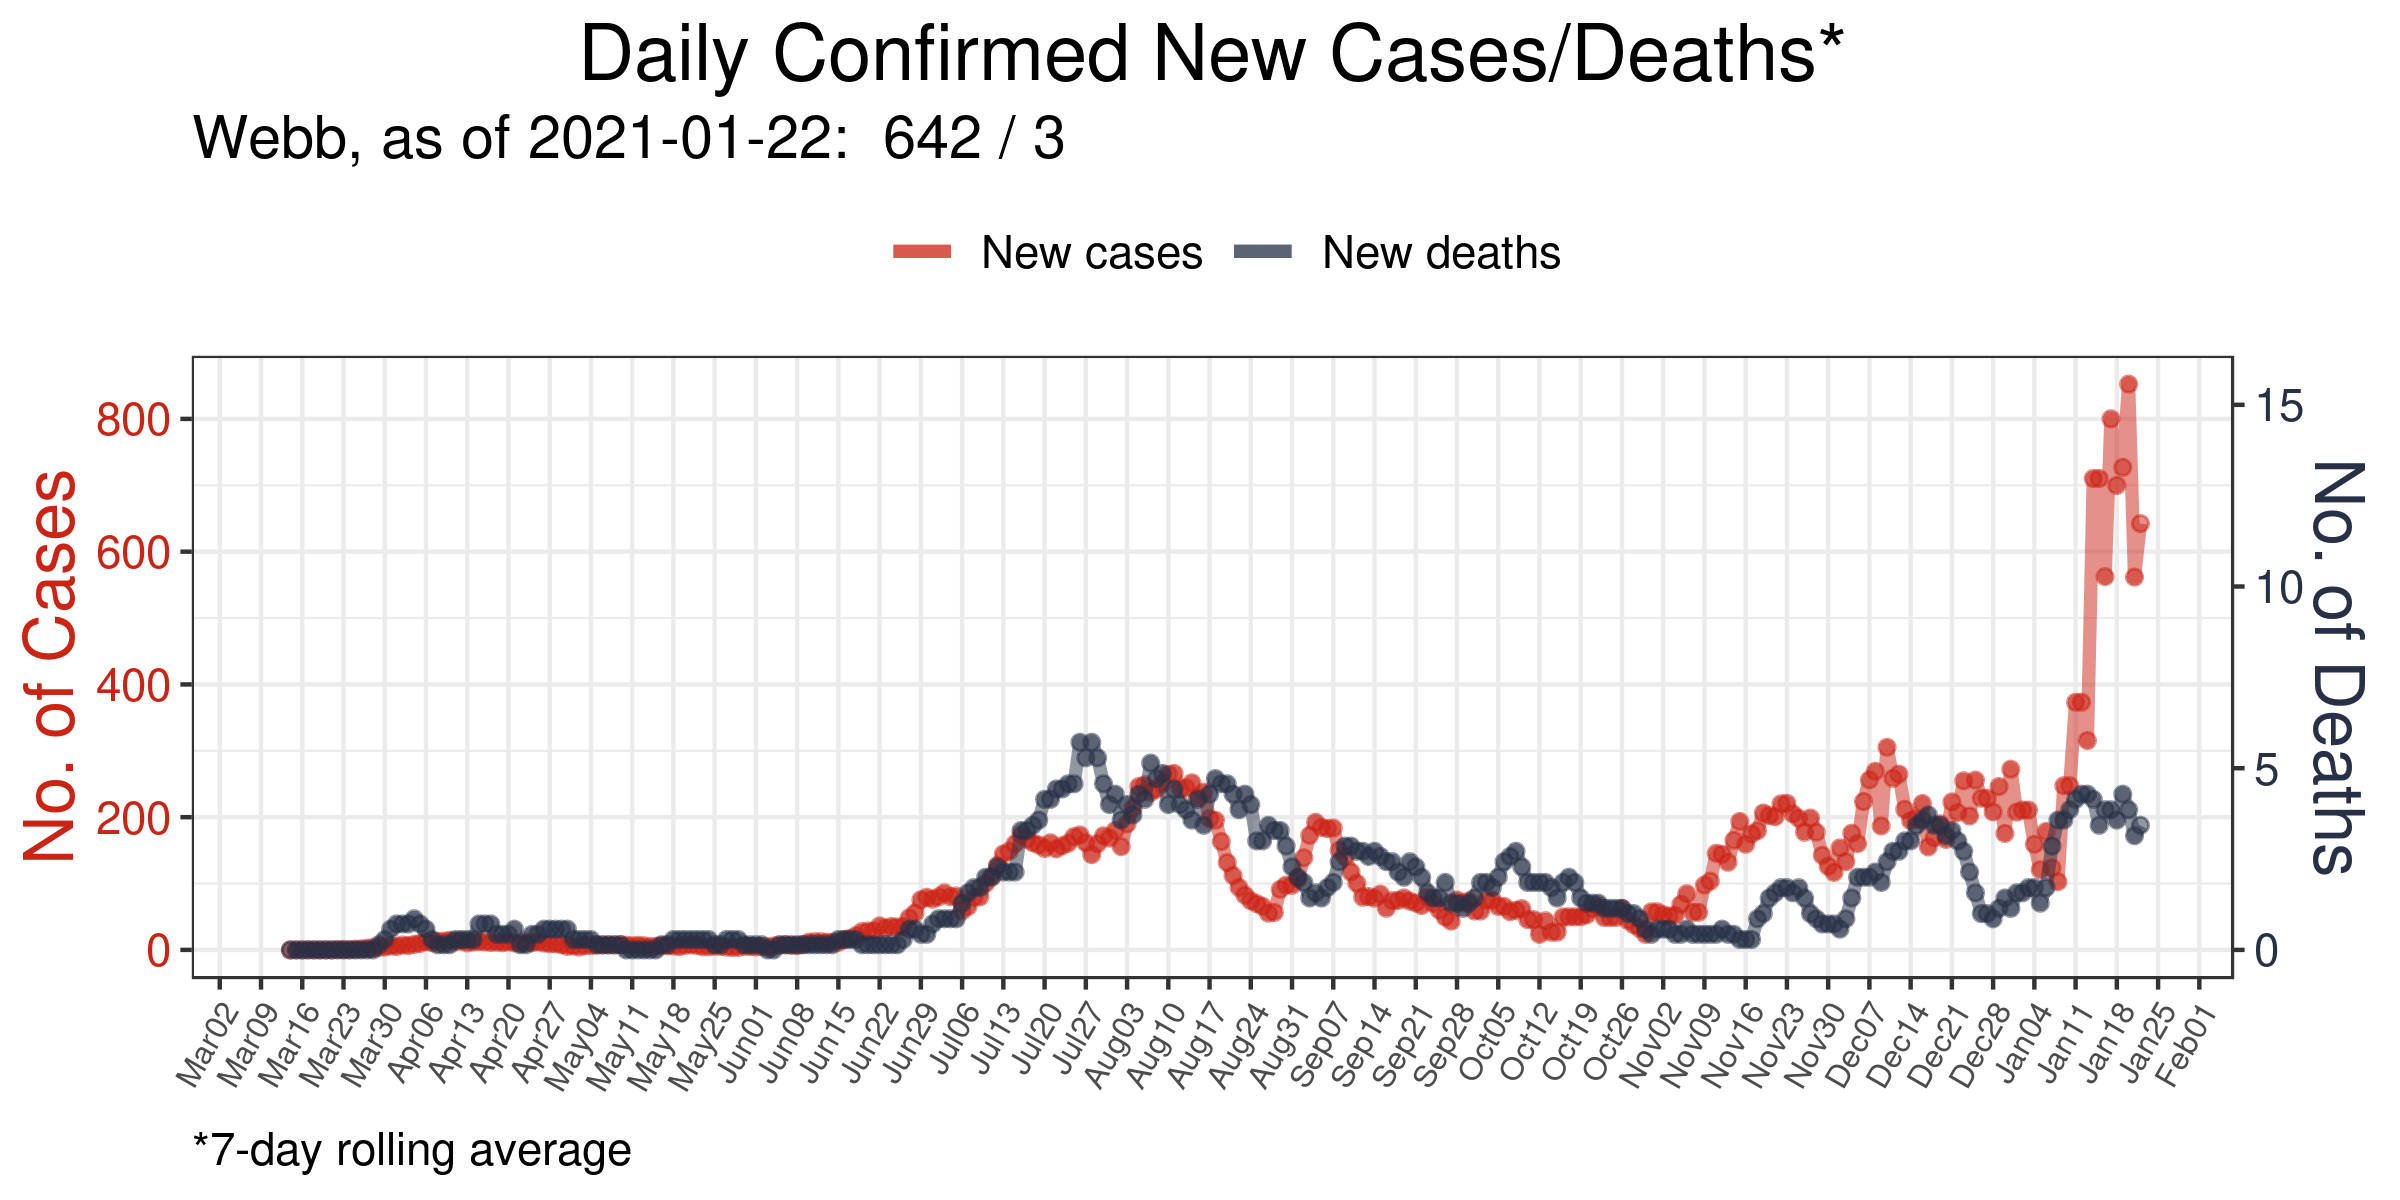 Daily Confirmed New Cases/Deaths*
Webb, as of 2021-01-22:  642 / 3
New cases
New deaths
No. of Cases
800
600
400
200
0
15
10
5
0
No. of Deaths
Mar02
Mar09
Mar16
Mar23
Mar30
Apr06
Apr13
Apr20
Apr27
May04
May11
May18
May25
Jun01
Jun08
Jun15
Jun22
Jun29
Jul06
Jul13
Jul20
Jul27
Aug03
Aug10
Aug17
Aug24
Aug31
Sep07
Sep14
Sep21
Sep28
Oct05
Oct12
Oct19
Oct26
Nov02
Nov09
Nov16
Nov23
Nov30
Dec07
Dec14
Dec21
Dec28
Jan04
Jan11
Jan18
Jan25
Feb01
*7-day rolling average